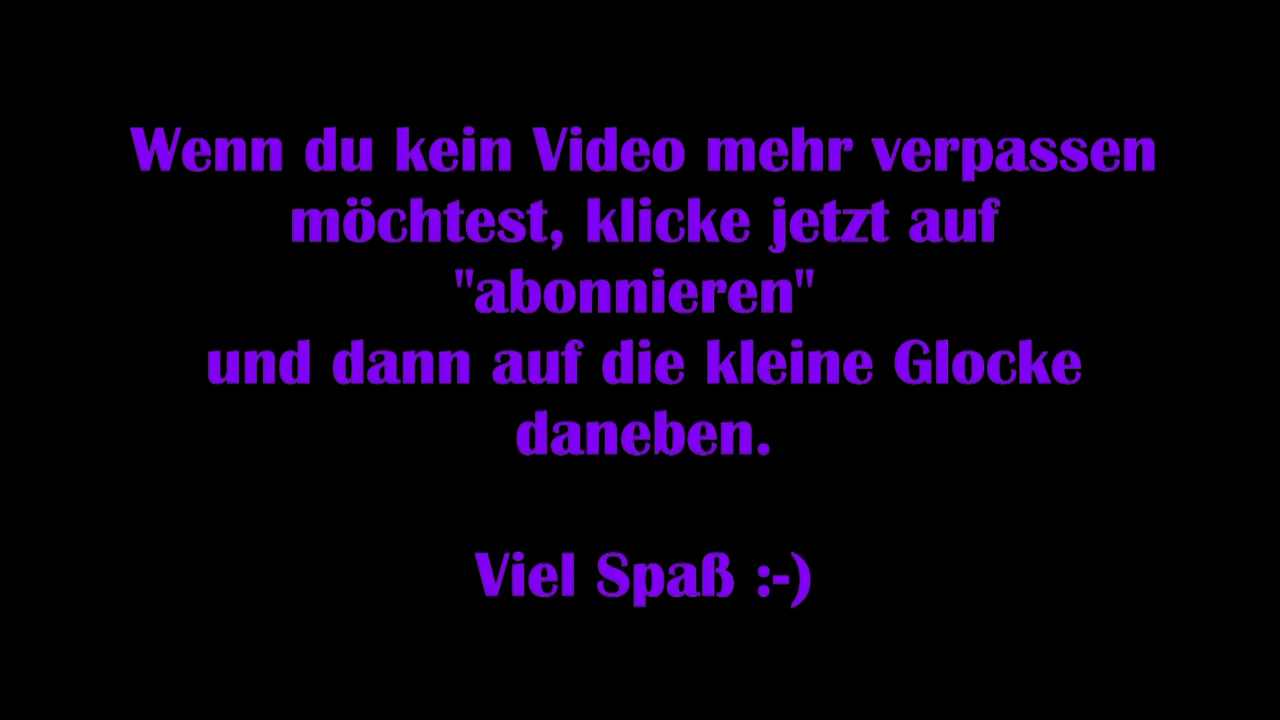 Wenn du kein Video mehr verpassen
möchtest, klicke jetzt auf
"abonnieren"
und dann auf die kleine Glocke
daneben.
Viel Spaß :-)